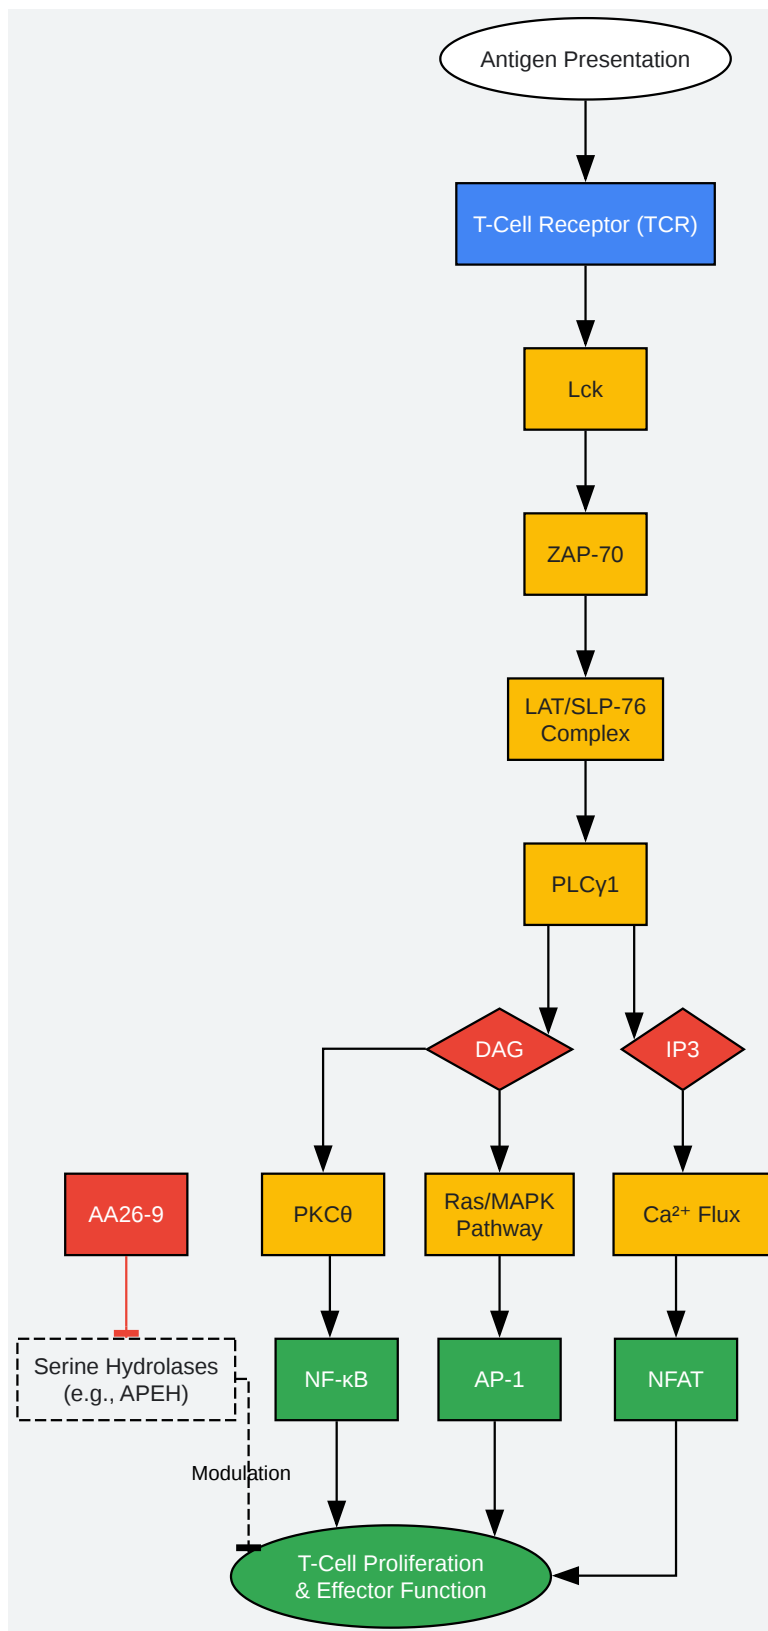 Antigen Presentation
T-Cell Receptor (TCR)
Lck
ZAP-70
LAT/SLP-76
Complex
PLCγ1
DAG
IP3
AA26-9
PKCθ
Ras/MAPK
Pathway
Ca²⁺ Flux
Serine Hydrolases
(e.g., APEH)
NF-κB
AP-1
NFAT
Modulation
T-Cell Proliferation
& Effector Function